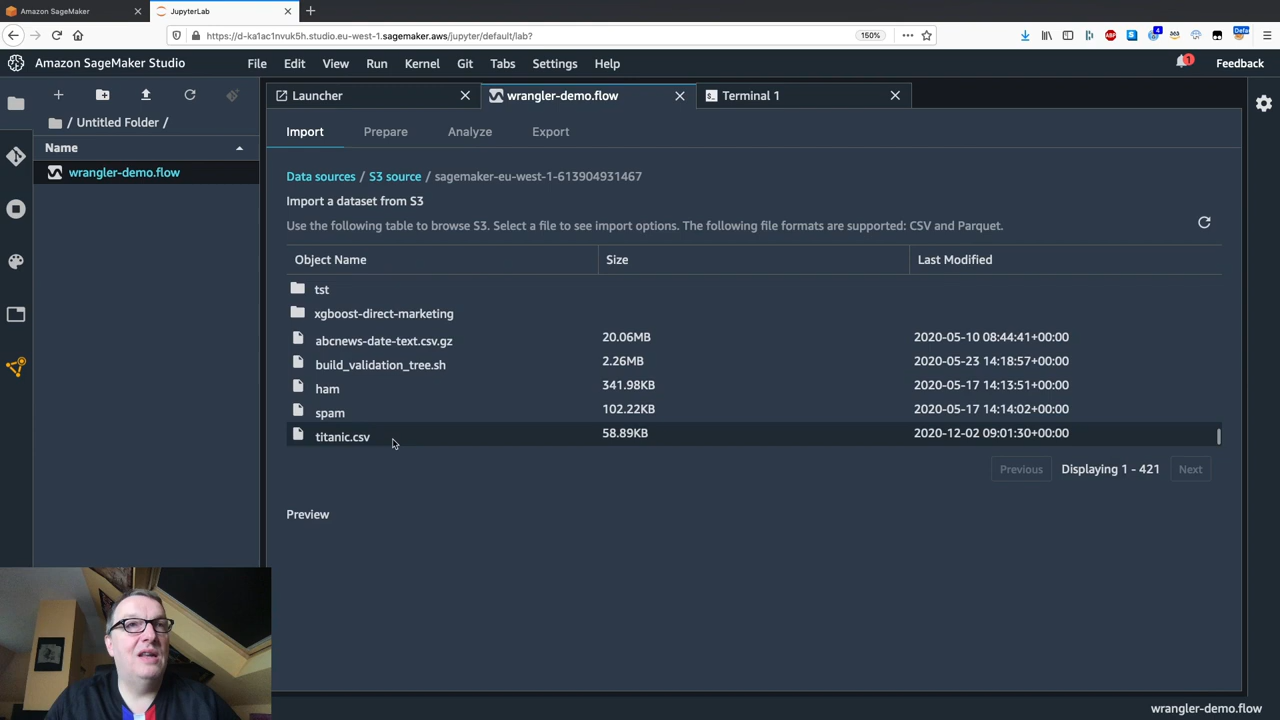 Amazon SageMaker
JupyterLab
https://d-ka1ac1nvuk5h.studio.eu-west-1.sagemaker.aws/jupyter/default/lab?
150%
ABP
4
Defa
Amazon SageMaker Studio
File Edit View Run Kernel Git Tabs Settings Help
1
Feedback
/ Untitled Folder /
Name
wrangler-demo.flow
Launcher
wrangler-demo.flow
Terminal 1
Import Prepare Analyze Export
Data sources / S3 source / sagemaker-eu-west-1-613904931467
Import a dataset from S3
Use the following table to browse S3. Select a file to see import options. The following file formats are supported: CSV and Parquet.
Object Name Size Last Modified
tst
xgboost-direct-marketing
abcnews-date-text.csv.gz 20.06MB 2020-05-10 08:44:41+00:00
build_validation_tree.sh 2.26MB 2020-05-23 14:18:57+00:00
ham 341.98KB 2020-05-17 14:13:51+00:00
spam 102.22KB 2020-05-17 14:14:02+00:00
titanic.csv 58.89KB 2020-12-02 09:01:30+00:00
Previous Displaying 1 - 421 Next
Preview
wrangler-demo.flow